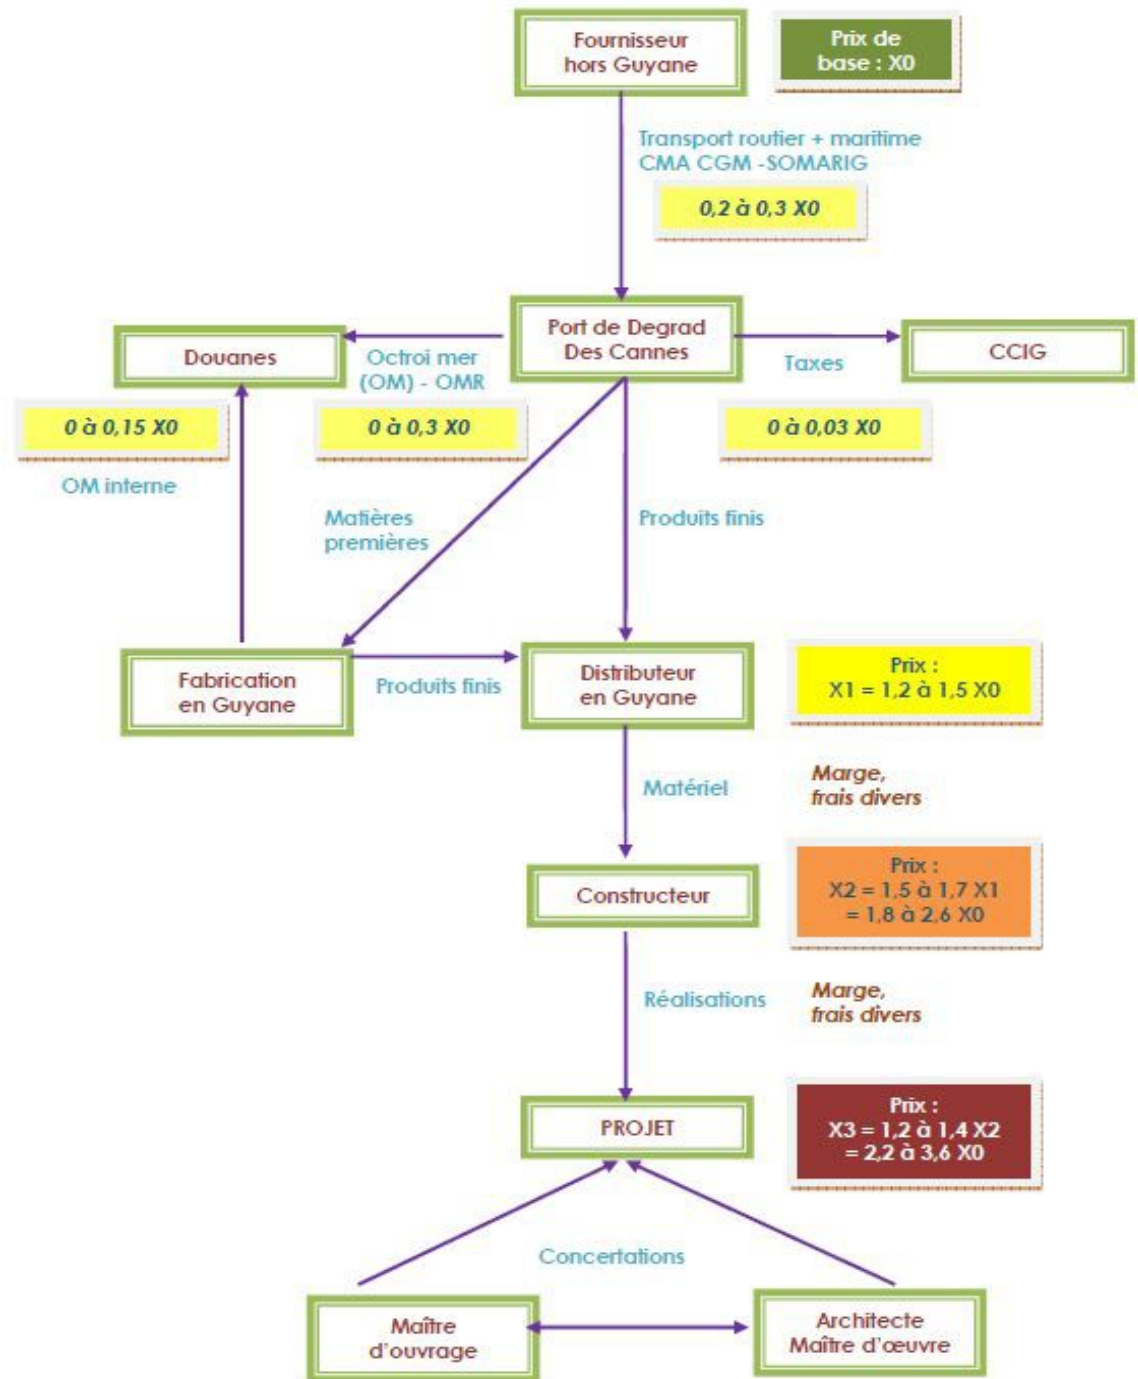 Fournisseur
hors Guyane
Prix de
base : X0
Transport routier + maritime
CMA CGM -SOMARIG
0,2 à 0,3 X0
Port de Degrad
Des Cannes
Douanes
Octroi mer
(OM) - OMR
Taxes
CCIG
0 à 0,15 X0
0 à 0,3 X0
0 à 0,03 X0
OM interne
Matières
premières
Produits finis
Fabrication
en Guyane
Produits finis
Distributeur
en Guyane
Prix :
X1 = 1,2 à 1,5 X0
Matériel
Marge,
frais divers
Constructeur
Prix :
X2 = 1,5 à 1,7 X1
= 1,8 à 2,6 X0
Réalisations
Marge,
frais divers
PROJET
Prix :
X3 = 1,2 à 1,4 X2
= 2,2 à 3,6 X0
Concertations
Maître
d'ouvrage
Architecte
Maître d'œuvre